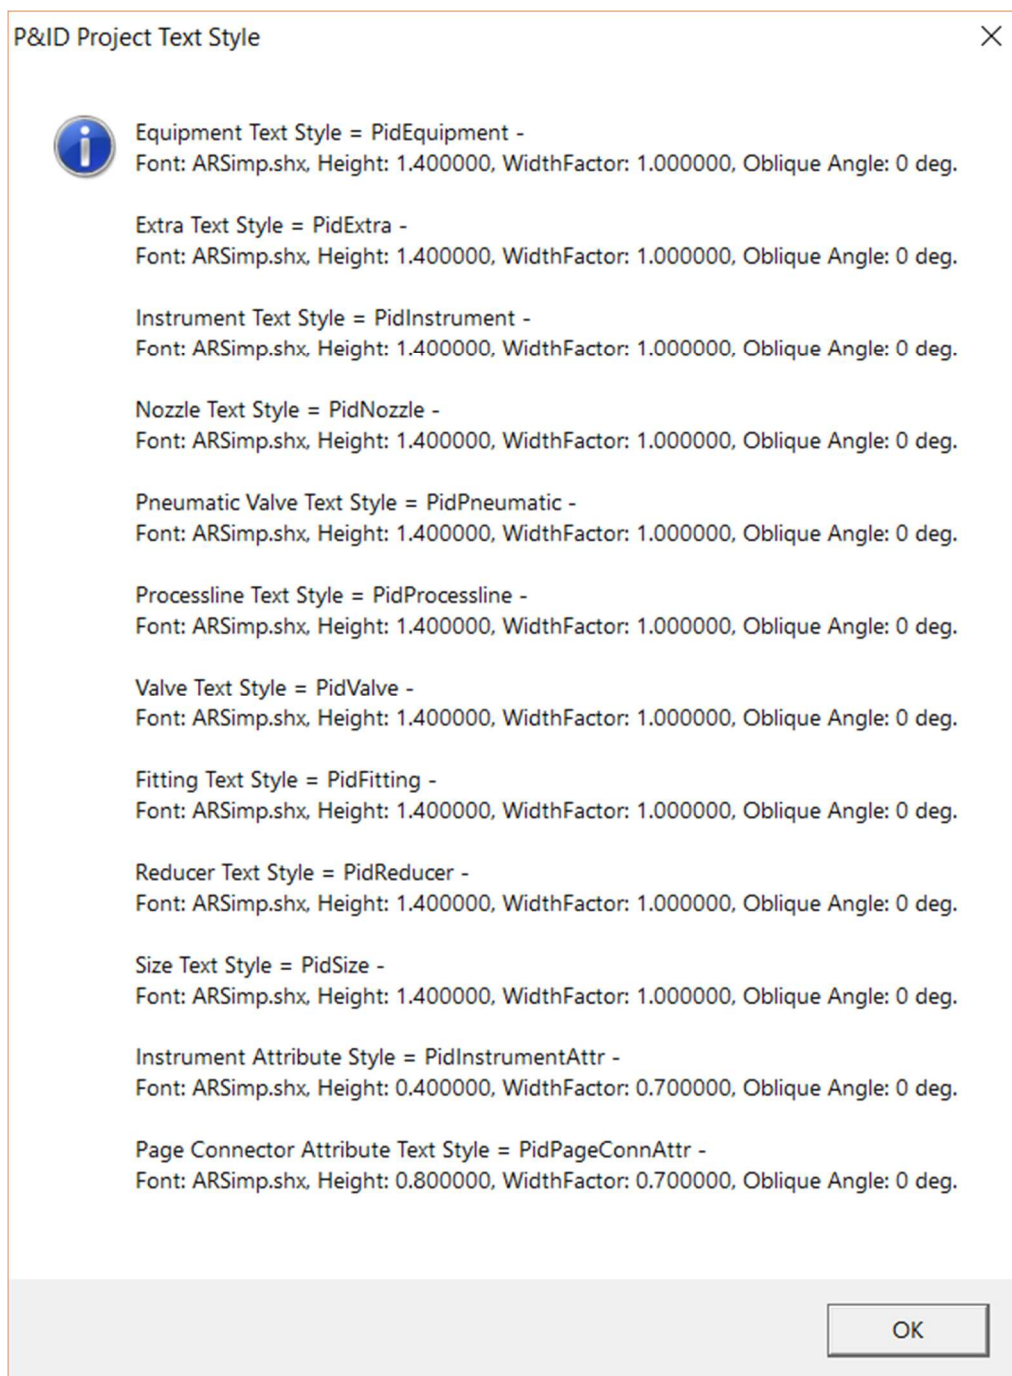 P&ID Project Text Style
Equipment Text Style = PidEquipment -
Font: ARSimp.shx, Height: 1.400000, WidthFactor: 1.000000, Oblique Angle: 0 deg.
Extra Text Style = PidExtra -
Font: ARSimp.shx, Height: 1.400000, WidthFactor: 1.000000, Oblique Angle: 0 deg.
Instrument Text Style = PidInstrument -
Font: ARSimp.shx, Height: 1.400000, WidthFactor: 1.000000, Oblique Angle: 0 deg.
Nozzle Text Style = PidNozzle -
Font: ARSimp.shx, Height: 1.400000, WidthFactor: 1.000000, Oblique Angle: 0 deg.
Pneumatic Valve Text Style = PidPneumatic -
Font: ARSimp.shx, Height: 1.400000, WidthFactor: 1.000000, Oblique Angle: 0 deg.
Processline Text Style = PidProcessline -
Font: ARSimp.shx, Height: 1.400000, WidthFactor: 1.000000, Oblique Angle: 0 deg.
Valve Text Style = PidValve -
Font: ARSimp.shx, Height: 1.400000, WidthFactor: 1.000000, Oblique Angle: 0 deg.
Fitting Text Style = PidFitting -
Font: ARSimp.shx, Height: 1.400000, WidthFactor: 1.000000, Oblique Angle: 0 deg.
Reducer Text Style = PidReducer -
Font: ARSimp.shx, Height: 1.400000, WidthFactor: 1.000000, Oblique Angle: 0 deg.
Size Text Style = PidSize -
Font: ARSimp.shx, Height: 1.400000, WidthFactor: 1.000000, Oblique Angle: 0 deg.
Instrument Attribute Style = PidInstrumentAttr -
Font: ARSimp.shx, Height: 0.400000, WidthFactor: 0.700000, Oblique Angle: 0 deg.
Page Connector Attribute Text Style = PidPageConnAttr -
Font: ARSimp.shx, Height: 0.800000, WidthFactor: 0.700000, Oblique Angle: 0 deg.
OK